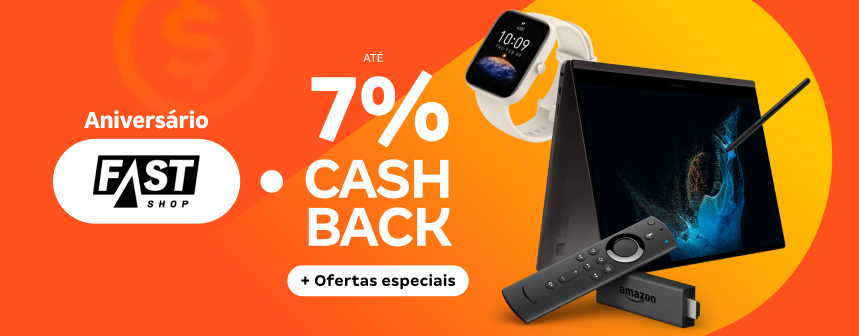 Aniversário
FAST
SHOP
ATÉ
7%
CASH
BACK
+ Ofertas especiais
10:09
amazon